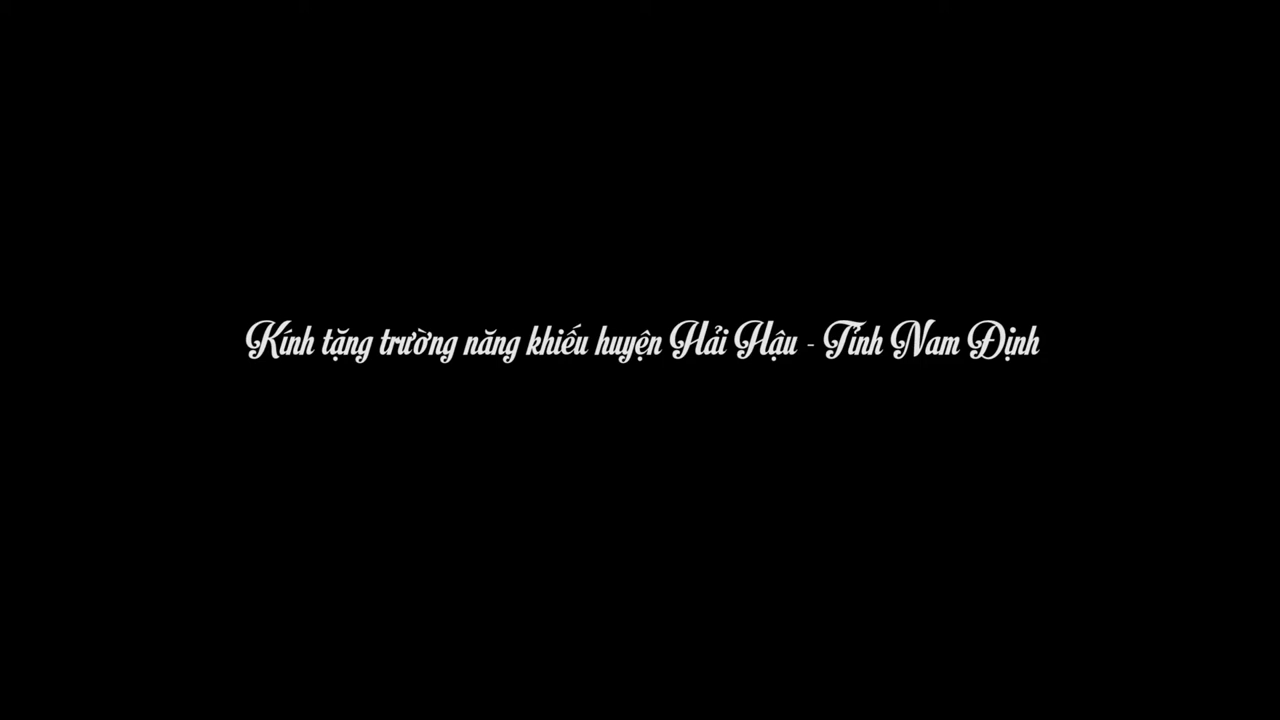 Kính tặng trường năng khiếu huyện Hải Hậu - Tỉnh Nam Định